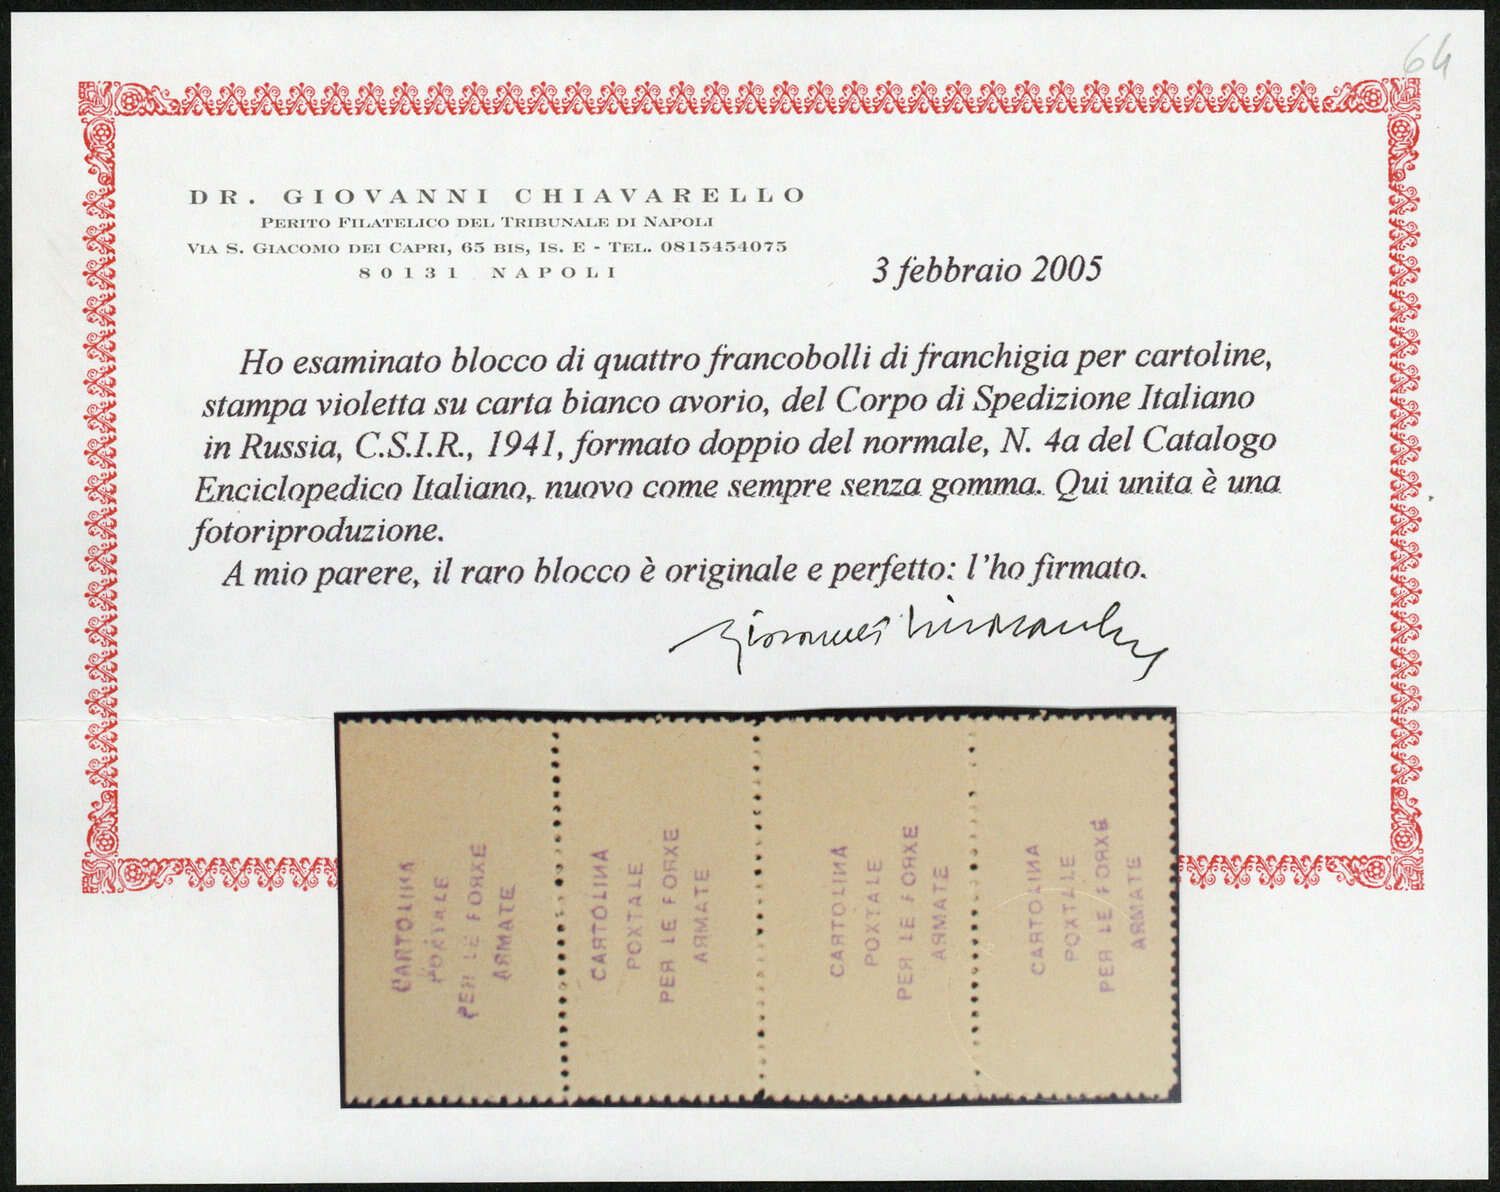 64
DR. GIOVANNI CHIAVARELLO
PERITO FILATELICO DEL TRIBUNALE DI NAPOLI
VIA S. GIACOMO DEI CAPRI, 65 BIS, IS. E - TEL. 0815454075
80131 NAPOLI
3 febbraio 2005
Ho esaminato blocco di quattro francobolli di franchigia per cartoline,
stampa violetta su carta bianco avorio, del Corpo di Spedizione Italiano
in Russia, C.S.I.R., 1941, formato doppio del normale, N. 4a del Catalogo
Enciclopedico Italiano, nuovo come sempre senza gomma. Qui unita è una
fotoriproduzione.
A mio parere, il raro blocco è originale e perfetto: l'ho firmato.
CARTOLINA
POXTALE
PER LE FORXE
ARMATE
CARTOLINA
POXTALE
PER LE FORXE
ARMATE
CARTOLINA
POXTALE
PER LE FORXE
ARMATE
CARTOLINA
POXTALE
PER LE FORXE
ARMATE